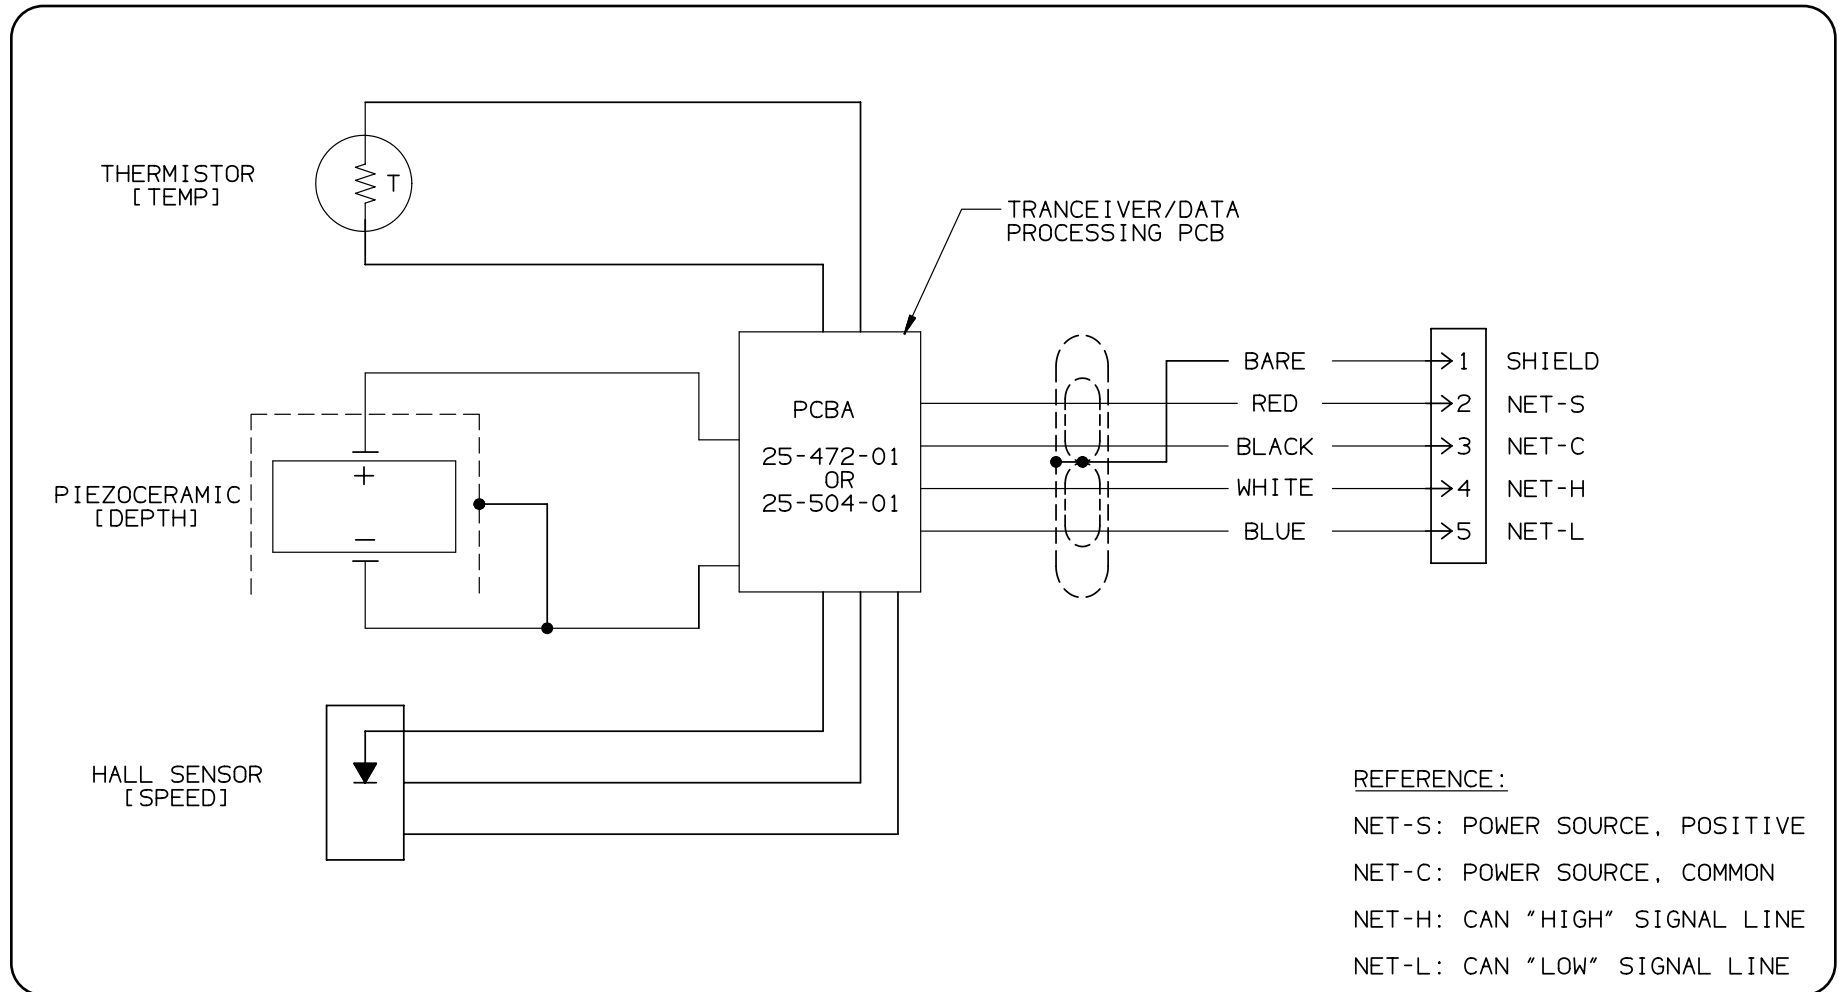 THERMISTOR
[TEMP]
T
TRANCEIVER/DATA
PROCESSING PCB
PIEZOCERAMIC
[DEPTH]
+
−
PCBA
25-472-01
OR
25-504-01
BARE 1 SHIELD
RED 2 NET-S
BLACK 3 NET-C
WHITE 4 NET-H
BLUE 5 NET-L
HALL SENSOR
[SPEED]
REFERENCE:
NET-S: POWER SOURCE, POSITIVE
NET-C: POWER SOURCE, COMMON
NET-H: CAN "HIGH" SIGNAL LINE
NET-L: CAN "LOW" SIGNAL LINE